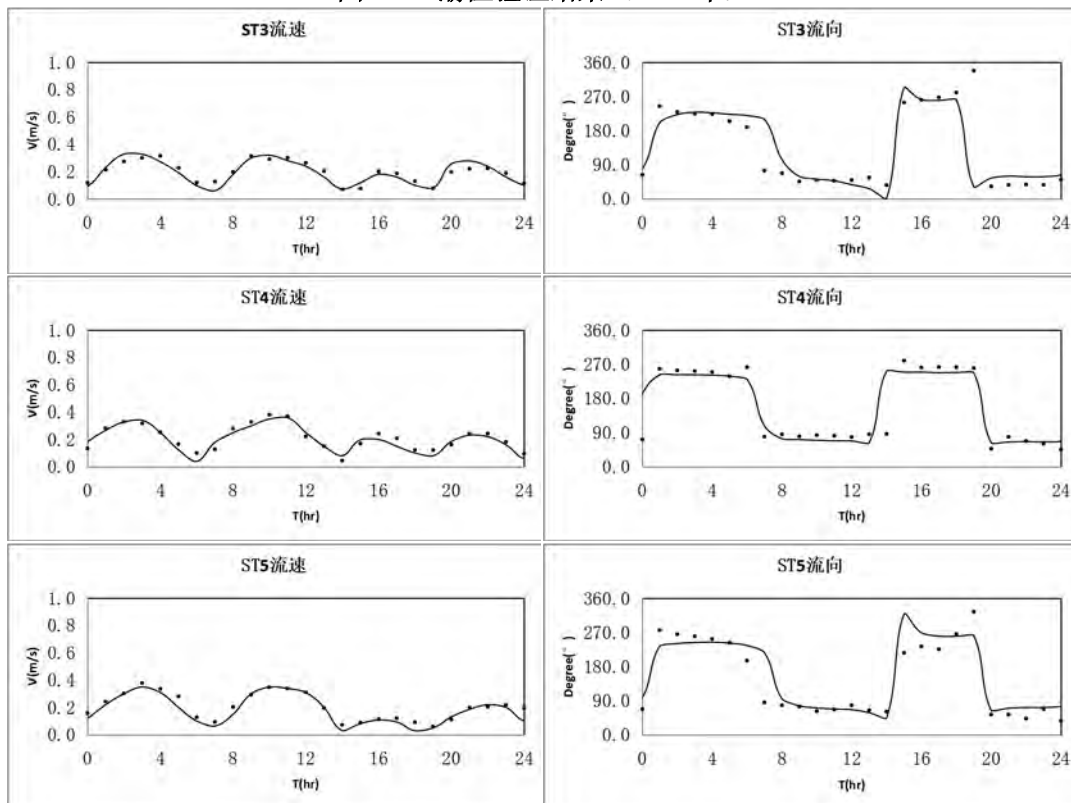 ST3流速
1.0
0.8
0.6
0.4
0.2
0.0
V(m/s)
0 4 8 12 16 20 24
T(hr)
ST3流向
360.0
270.0
180.0
90.0
0.0
Degree(°)
0 4 8 12 16 20 24
T(hr)
ST4流速
1.0
0.8
0.6
0.4
0.2
0.0
V(m/s)
0 4 8 12 16 20 24
T(hr)
ST4流向
360.0
270.0
180.0
90.0
0.0
Degree(°)
0 4 8 12 16 20 24
T(hr)
ST5流速
1.0
0.8
0.6
0.4
0.2
0.0
V(m/s)
0 4 8 12 16 20 24
T(hr)
ST5流向
360.0
270.0
180.0
90.0
0.0
Degree(°)
0 4 8 12 16 20 24
T(hr)